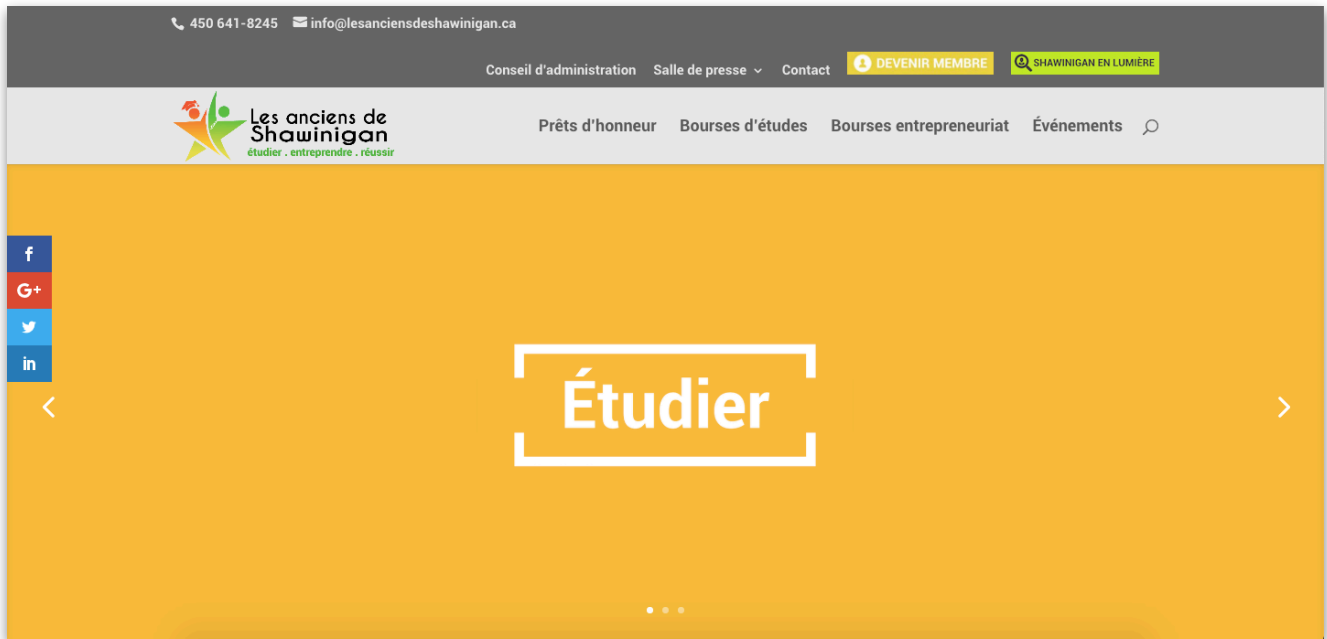 450 641-8245 info@lesanciensdeshawinigan.ca
Conseil d'administration Salle de presse Contact DEVENIR MEMBRE SHAWINIGAN EN LUMIÈRE
Les anciens de
Shawinigan
étudier . entreprendre . réussir
Prêts d'honneur Bourses d'études Bourses entrepreneuriat Événements
f
G+
in
Étudier